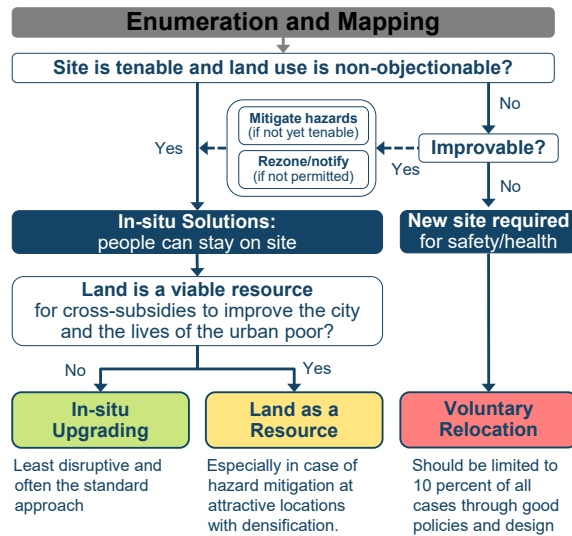 Enumeration and Mapping
Site is tenable and land use is non-objectionable?
No
Mitigate hazards
(if not yet tenable)
Yes
Improvable?
Rezone/notify
(if not permitted)
Yes
No
In-situ Solutions:
people can stay on site
New site required
for safety/health
Land is a viable resource
for cross-subsidies to improve the city
and the lives of the urban poor?
No
Yes
In-situ
Upgrading
Land as a
Resource
Voluntary
Relocation
Least disruptive and
often the standard
approach
Especially in case of
hazard mitigation at
attractive locations
with densification.
Should be limited to
10 percent of all
cases through good
policies and design